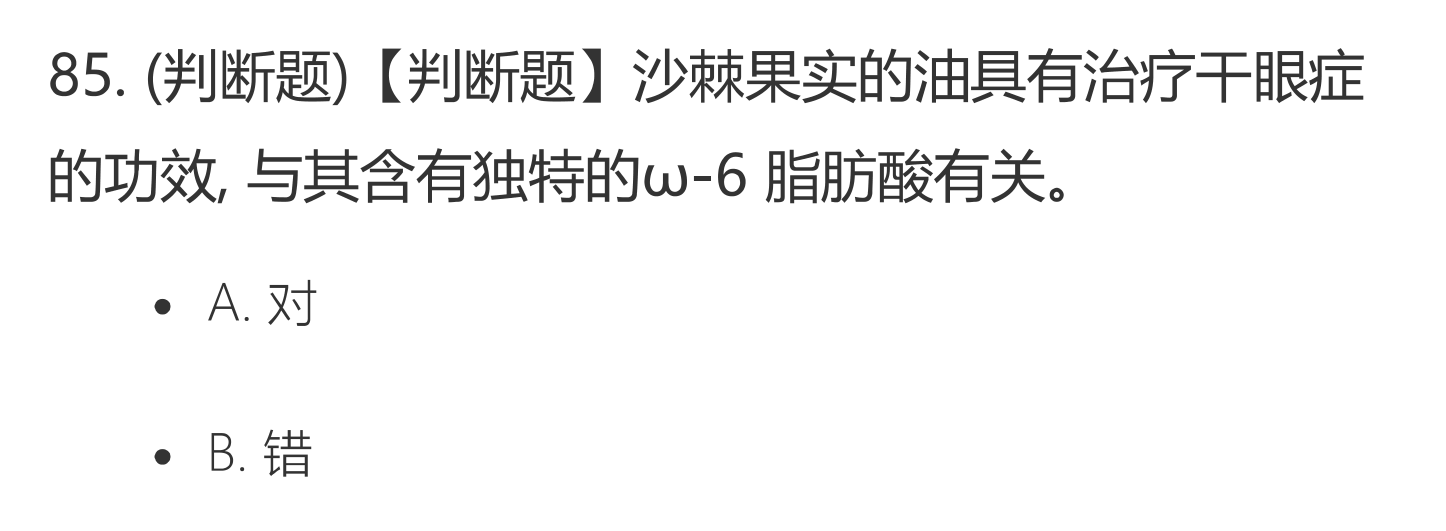 85. (判断题)【判断题】沙棘果实的油具有治疗干眼症
的功效, 与其含有独特的ω-6 脂肪酸有关。
A. 对
B. 错